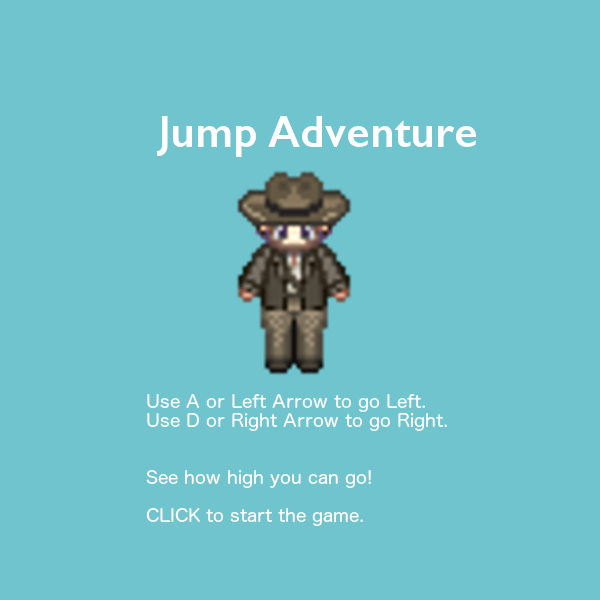 Jump Adventure
Use A or Left Arrow to go Left.
Use D or Right Arrow to go Right.
See how high you can go!
CLICK to start the game.